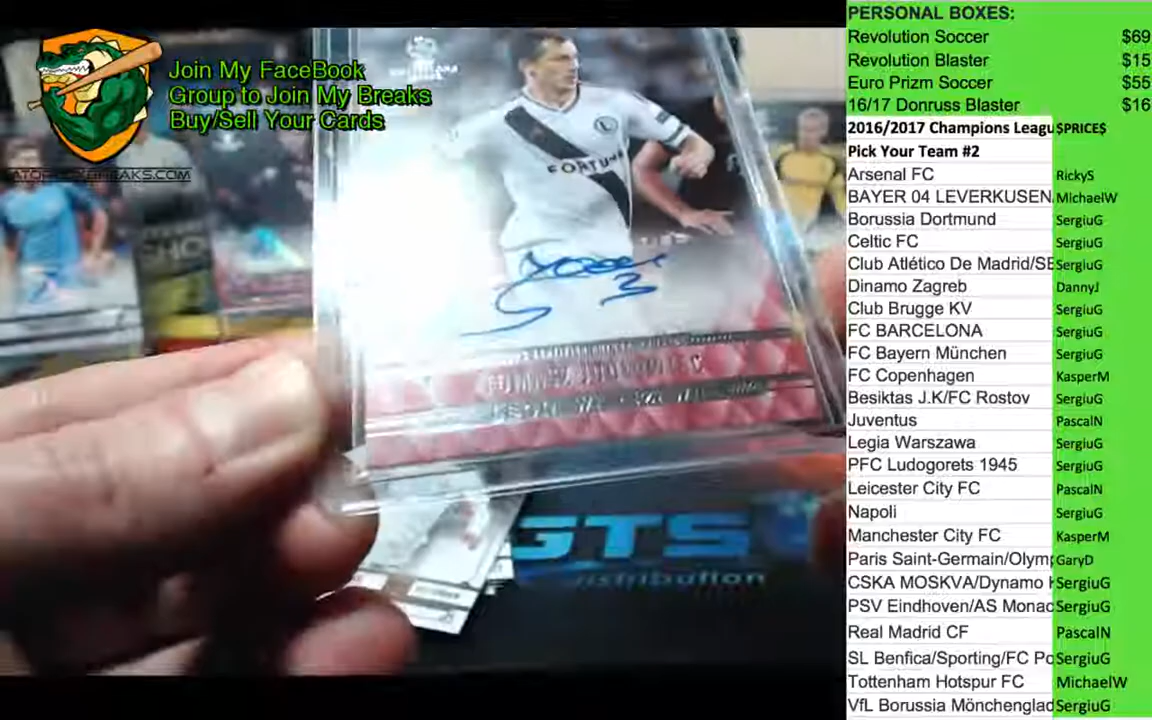 Join My FaceBook
Group to Join My Breaks
Buy/Sell Your Cards
FORTUNA
GTS
distribution
PERSONAL BOXES:
Revolution Soccer $69
Revolution Blaster $15
Euro Prizm Soccer $55
16/17 Donruss Blaster $16
2016/2017 Champions Leagu $PRICE$
Pick Your Team #2
Arsenal FC RickyS
BAYER 04 LEVERKUSEN MichaelW
Borussia Dortmund SergiuG
Celtic FC SergiuG
Club Atlético De Madrid/SE SergiuG
Dinamo Zagreb DannyJ
Club Brugge KV SergiuG
FC BARCELONA SergiuG
FC Bayern München SergiuG
FC Copenhagen KasperM
Besiktas J.K/FC Rostov SergiuG
Juventus PascalN
Legia Warszawa SergiuG
PFC Ludogorets 1945 SergiuG
Leicester City FC PascalN
Napoli SergiuG
Manchester City FC KasperM
Paris Saint-Germain/Olymp GaryD
CSKA MOSKVA/Dynamo SergiuG
PSV Eindhoven/AS Monac SergiuG
Real Madrid CF PascalN
SL Benfica/Sporting/FC Po SergiuG
Tottenham Hotspur FC MichaelW
VfL Borussia Mönchenglad SergiuG